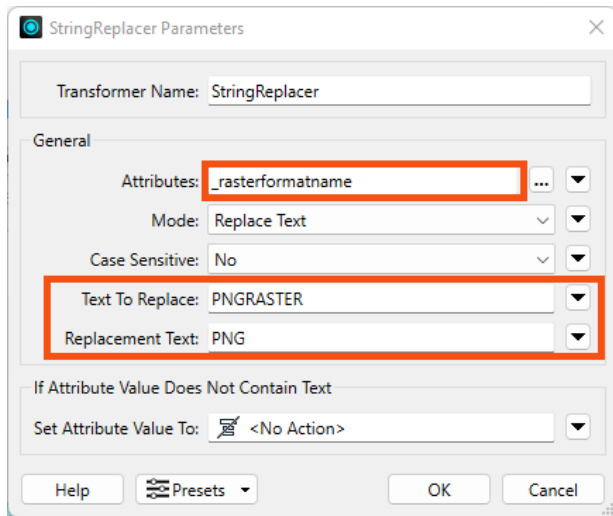 StringReplacer Parameters
Transformer Name: StringReplacer
General
Attributes: _rasterformatname ...
Mode: Replace Text
Case Sensitive: No
Text To Replace: PNGRASTER
Replacement Text: PNG
If Attribute Value Does Not Contain Text
Set Attribute Value To: <No Action>
Help Presets OK Cancel